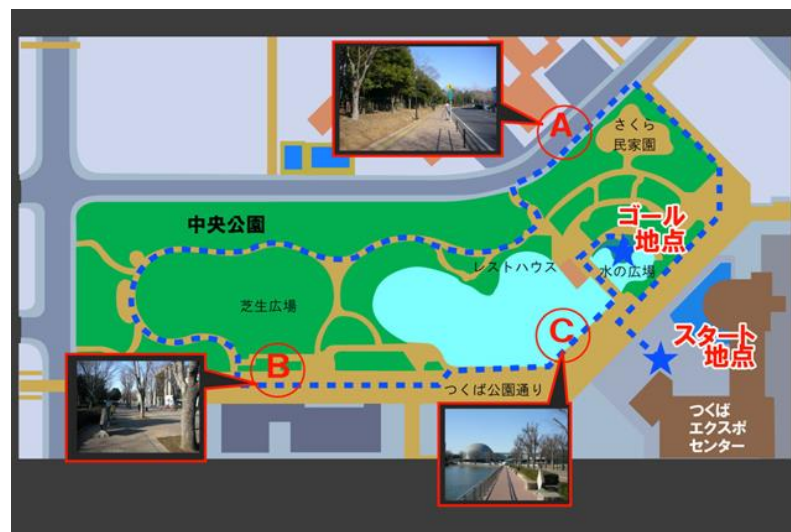 A
さくら
民家園
ゴール
地点
中央公園
レストハウス
水の広場
芝生広場
C
スタート
地点
B
つくば公園通り
つくば
エクスポ
センター